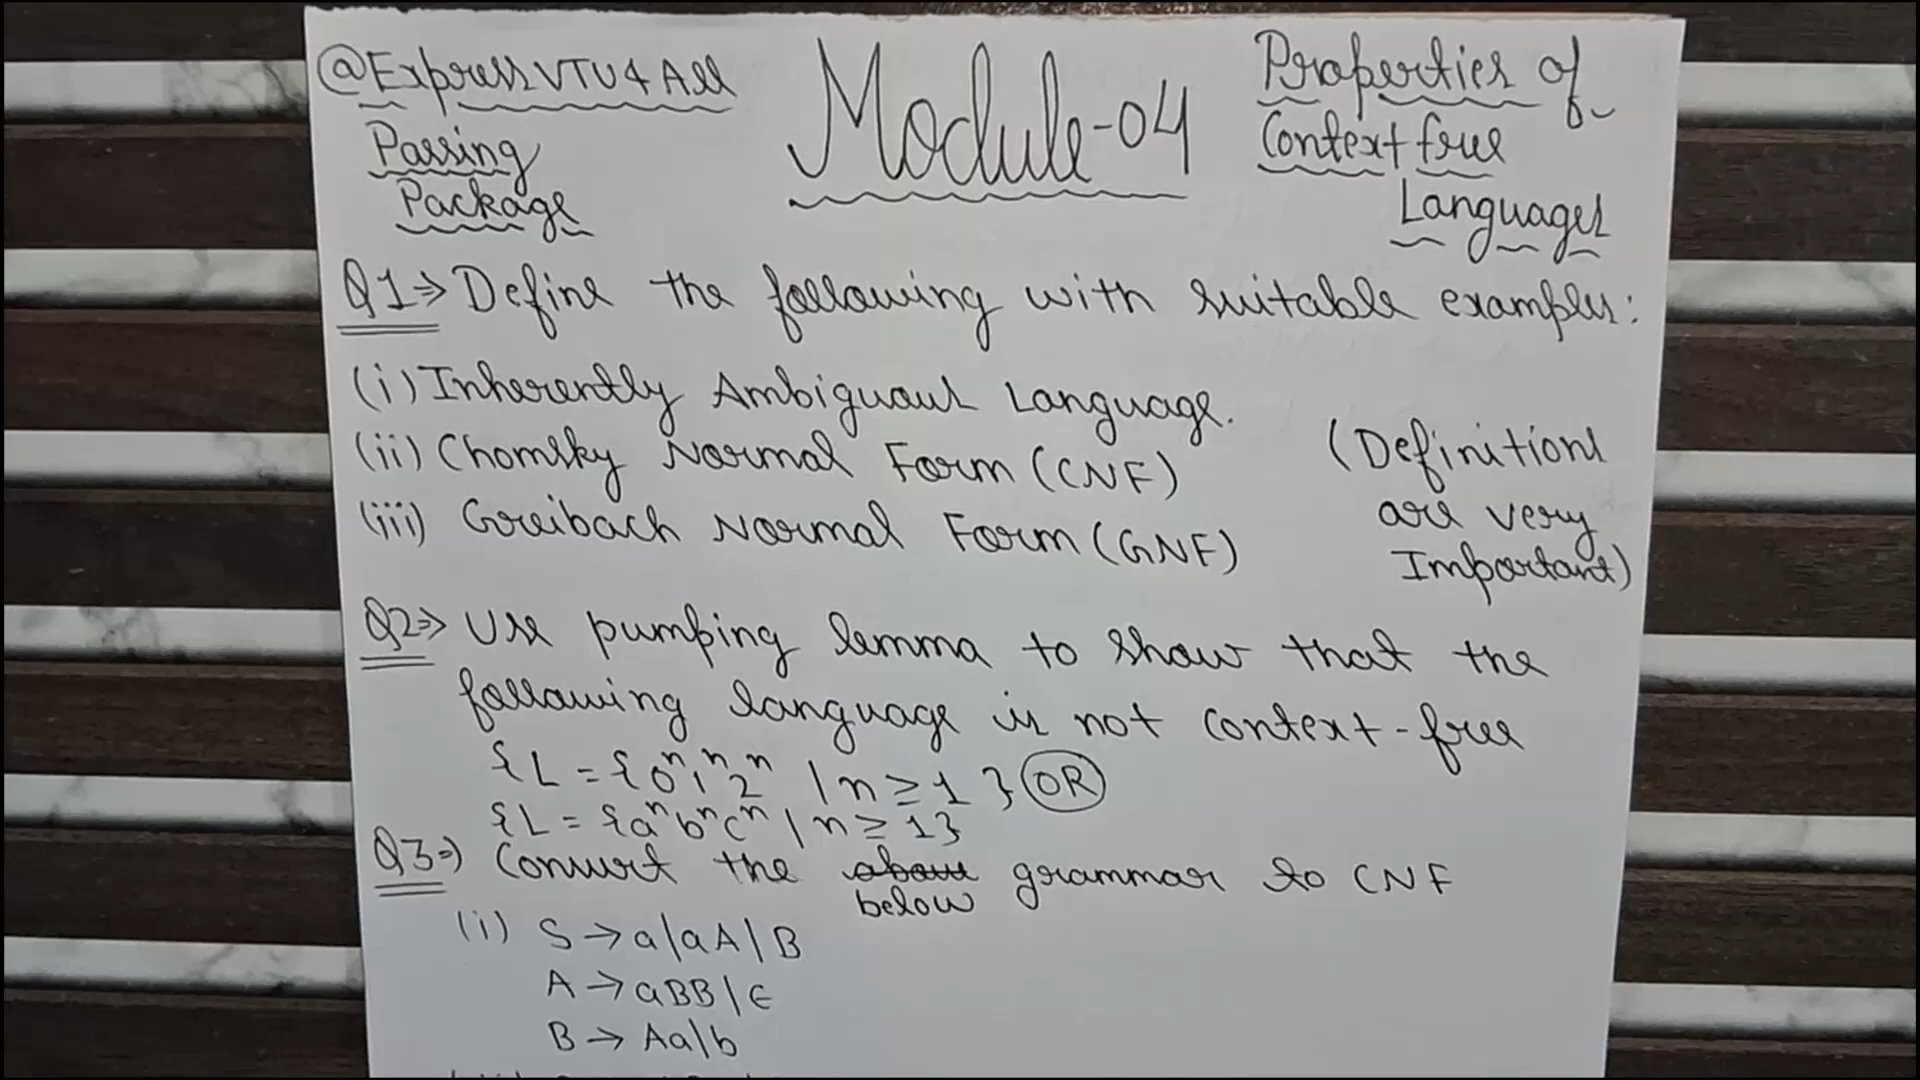 @ExpressVTU4All
Passing
Package
Module-04
Properties of
Context free
Languages
Q1⇒ Define the following with suitable examples:
(i) Inherently Ambiguous Language.
(ii) Chomsky Normal Form (CNF)
(iii) Greibach Normal Form (GNF)
(Definitions
are very
Important)
Q2⇒ Use pumping lemma to show that the
following language is not context-free
{L = {0ⁿ1ⁿ2ⁿ | n ≥ 1 } OR
{L = {aⁿbⁿcⁿ | n ≥ 1}
Q3⇒ Convert the above grammar to CNF
below
(i) S → a|aA|B
A → aBB|ϵ
B → Aa|b